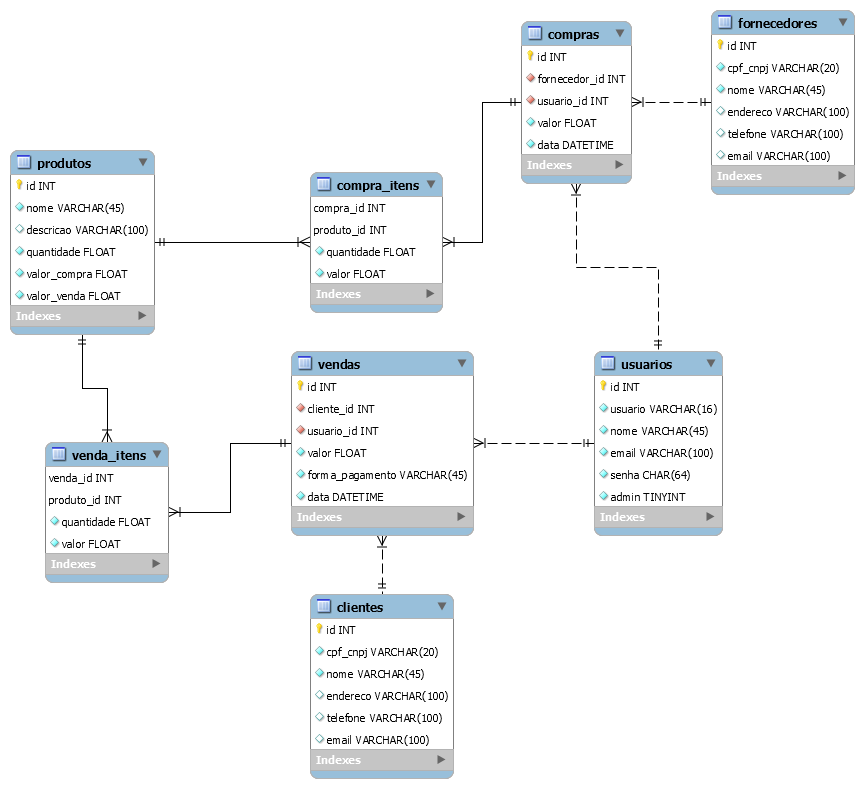 compras
id INT
fornecedor_id INT
usuario_id INT
valor FLOAT
data DATETIME
Indexes
fornecedores
id INT
cpf_cnpj VARCHAR(20)
nome VARCHAR(45)
endereco VARCHAR(100)
telefone VARCHAR(100)
email VARCHAR(100)
Indexes
produtos
id INT
nome VARCHAR(45)
descricao VARCHAR(100)
quantidade FLOAT
valor_compra FLOAT
valor_venda FLOAT
Indexes
compra_itens
compra_id INT
produto_id INT
quantidade FLOAT
valor FLOAT
Indexes
vendas
id INT
cliente_id INT
usuario_id INT
valor FLOAT
forma_pagamento VARCHAR(45)
data DATETIME
Indexes
usuarios
id INT
usuario VARCHAR(16)
nome VARCHAR(45)
email VARCHAR(100)
senha CHAR(64)
admin TINYINT
Indexes
venda_itens
venda_id INT
produto_id INT
quantidade FLOAT
valor FLOAT
Indexes
clientes
id INT
cpf_cnpj VARCHAR(20)
nome VARCHAR(45)
endereco VARCHAR(100)
telefone VARCHAR(100)
email VARCHAR(100)
Indexes